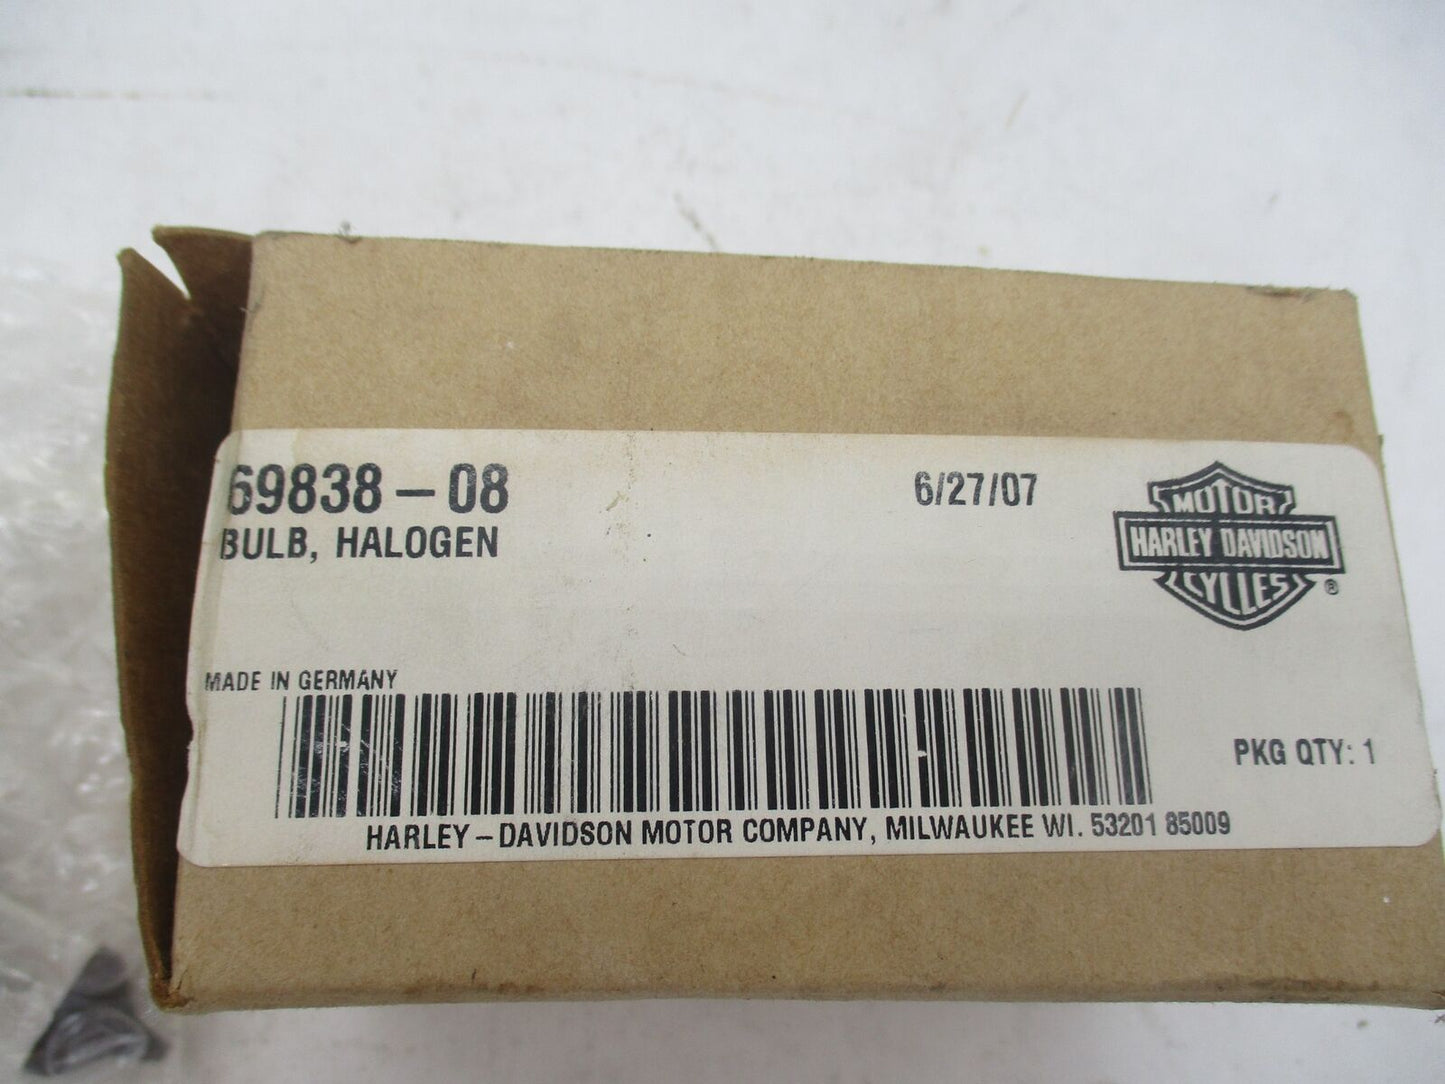 69838-08
6/27/07
BULB, HALOGEN
MOTOR
HARLEY-DAVIDSON
CYCLES
®
MADE IN GERMANY
PKG QTY: 1
HARLEY-DAVIDSON MOTOR COMPANY, MILWAUKEE WI. 53201 85009